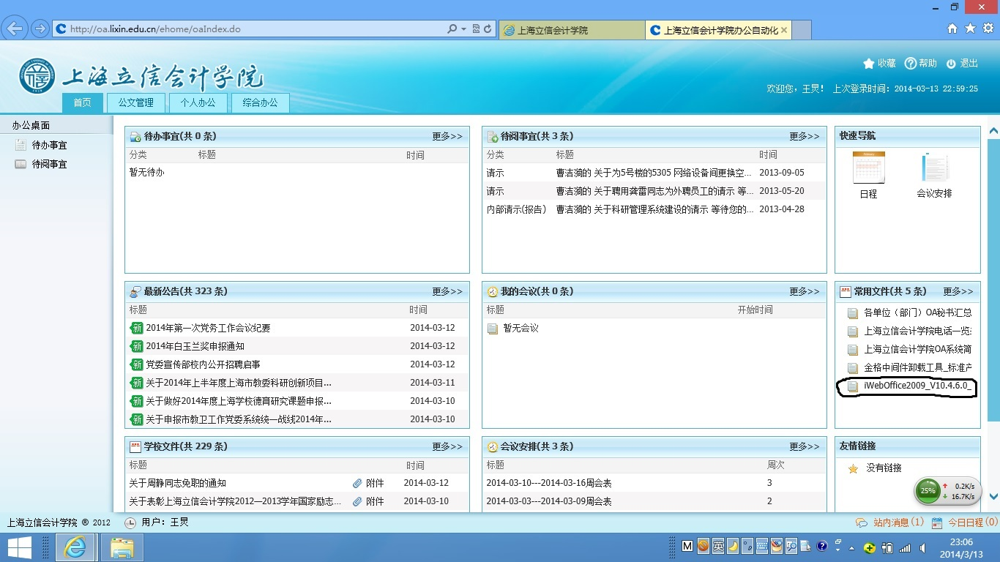 http://oa.lixin.edu.cn/ehome/oaIndex.do
上海立信会计学院
上海立信会计学院办公自动化
上海立信会计学院
收藏 帮助 退出
欢迎您，王炅！ 上次登录时间：2014-03-13 22:59:25
首页 公文管理 个人办公 综合办公
办公桌面
待办事宜
待阅事宜
待办事宜(共 0 条) 更多>>
分类 标题 时间
暂无待办
待阅事宜(共 3 条) 更多>>
分类 标题 时间
请示 曹洁漪的 关于为5号楼的5305 网络设备间更换空... 2013-09-05
请示 曹洁漪的 关于聘用龚雷同志为外聘员工的请示 等... 2013-05-20
内部请示(报告) 曹洁漪的 关于科研管理系统建设的请示 等待您的... 2013-04-28
快速导航
日程 会议安排
最新公告(共 323 条) 更多>>
标题 时间
新 2014年第一次党务工作会议纪要 2014-03-12
新 2014年白玉兰奖申报通知 2014-03-12
新 党委宣传部校内公开招聘启事 2014-03-12
新 关于2014年上半年度上海市教委科研创新项目... 2014-03-11
新 关于做好2014年度上海学校德育研究课题申报... 2014-03-10
新 关于申报市教卫工作党委系统统一战线2014年... 2014-03-10
我的会议(共 0 条) 更多>>
标题 开始时间
暂无会议
常用文件(共 5 条) 更多>>
各单位（部门）OA秘书汇总
上海立信会计学院电话一览
上海立信会计学院OA系统简
金格中间件卸载工具_标准产
iWebOffice2009_V10.4.6.0_
学校文件(共 229 条) 更多>>
标题 时间
关于周静同志免职的通知 附件 2014-03-12
关于表彰上海立信会计学院2012—2013学年国家励志... 附件 2014-03-10
会议安排(共 3 条) 更多>>
标题 周次
2014-03-10---2014-03-16周会表 3
2014-03-03---2014-03-09周会表 2
友情链接
没有链接
25% 0.2K/s
16.7K/s
上海立信会计学院 ® 2012 用户：王炅
站内消息(1) 今日日程(0)
M 英
23:06
2014/3/13